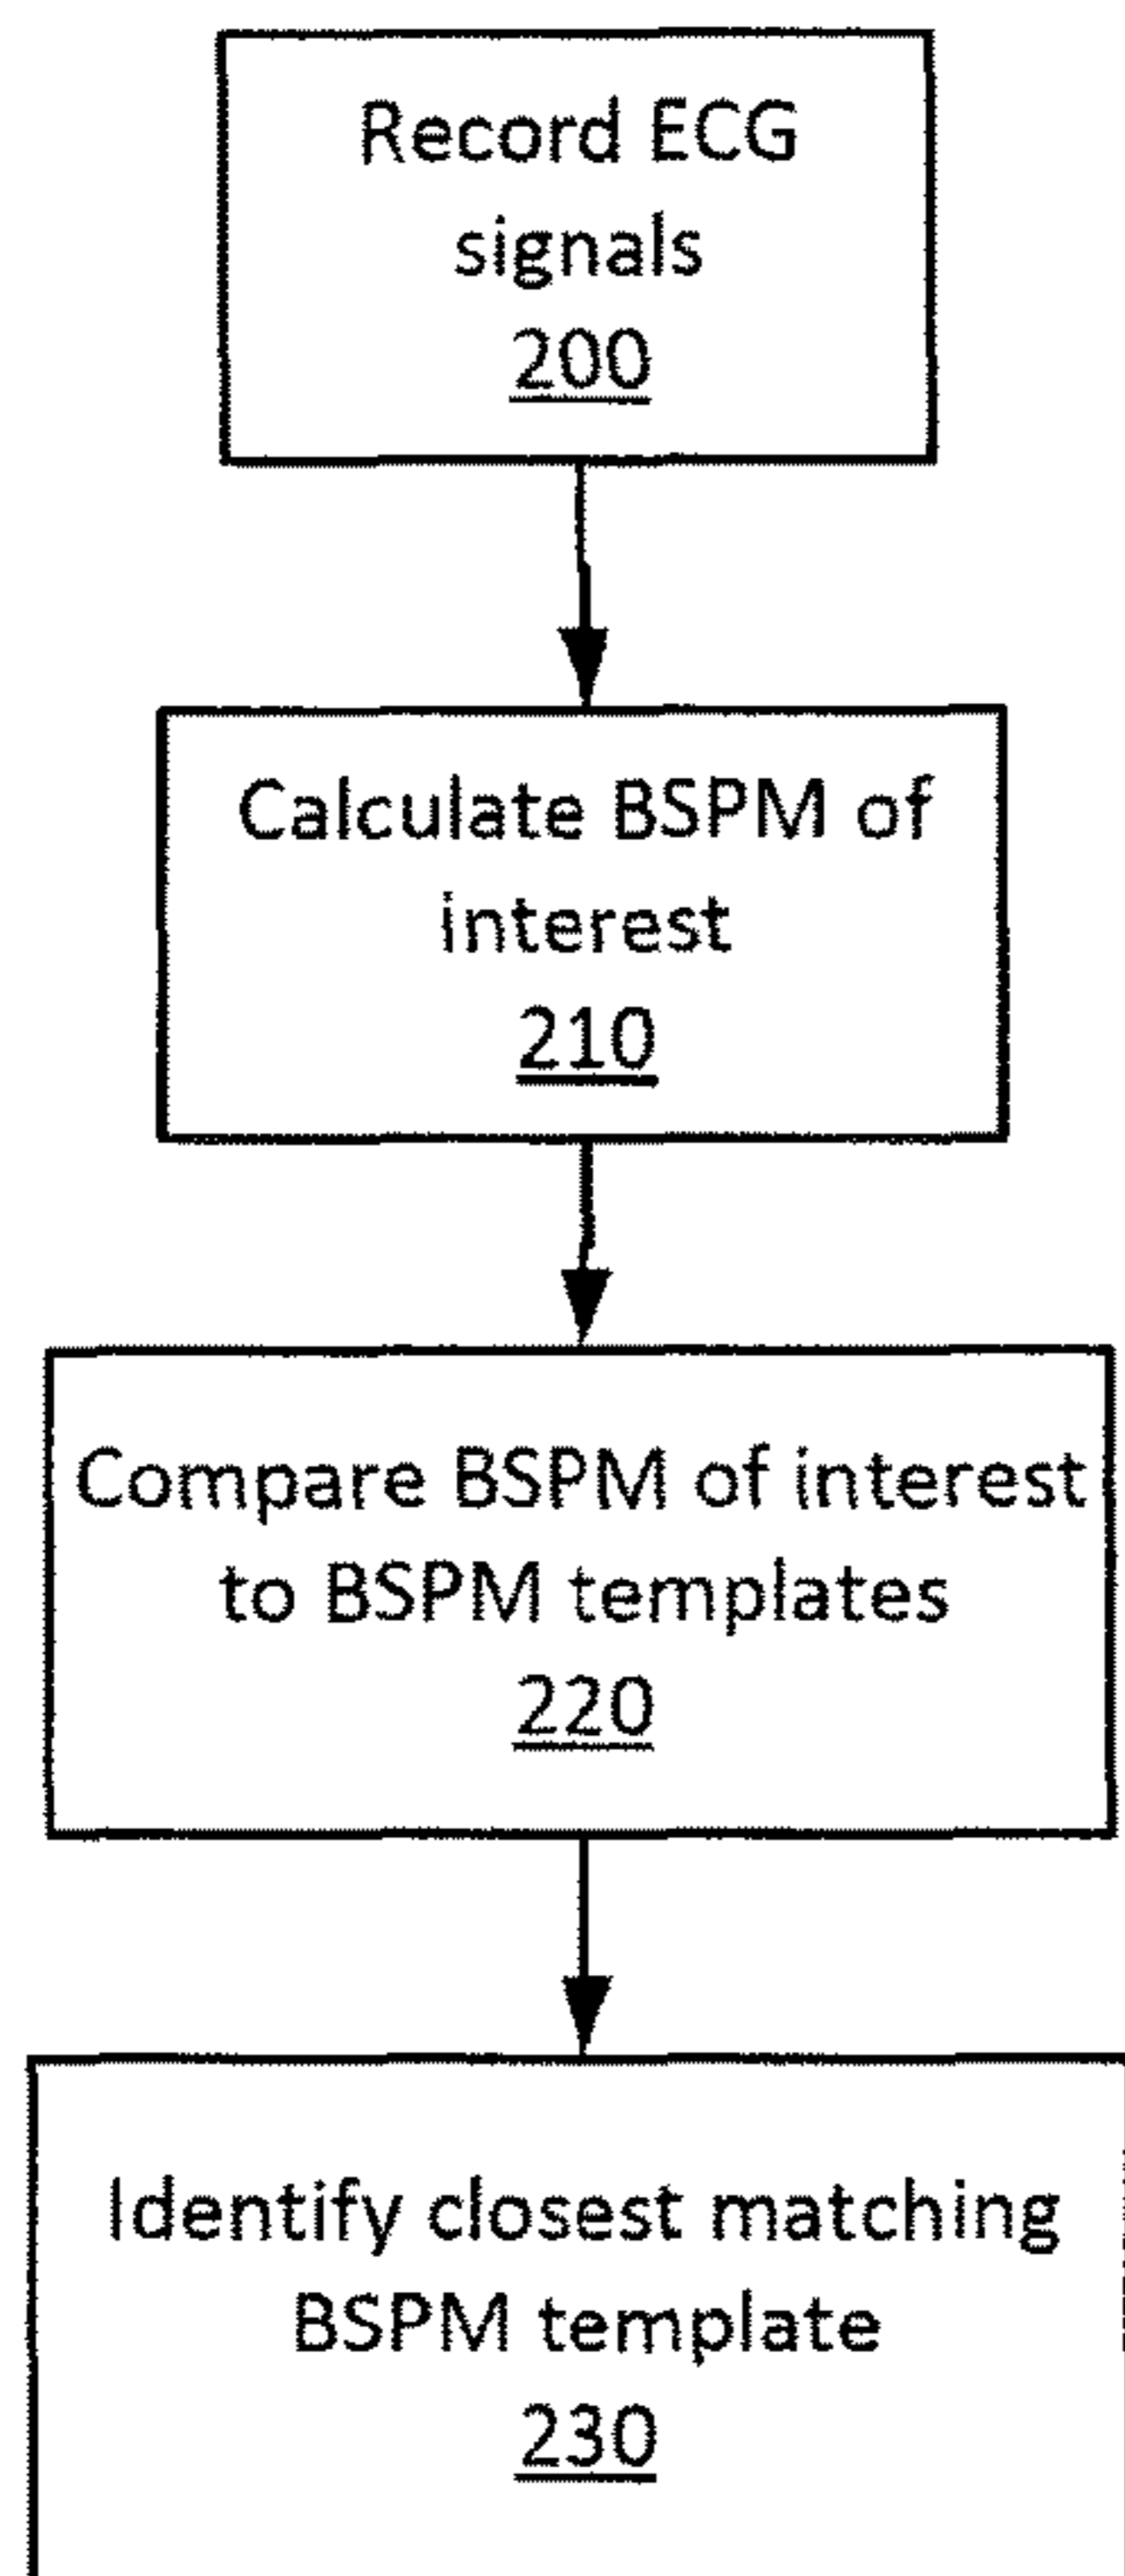 Record ECG
signals
200
Calculate BSPM of
interest
210
Compare BSPM of interest
to BSPM templates
220
Identify closest matching
BSPM template
230